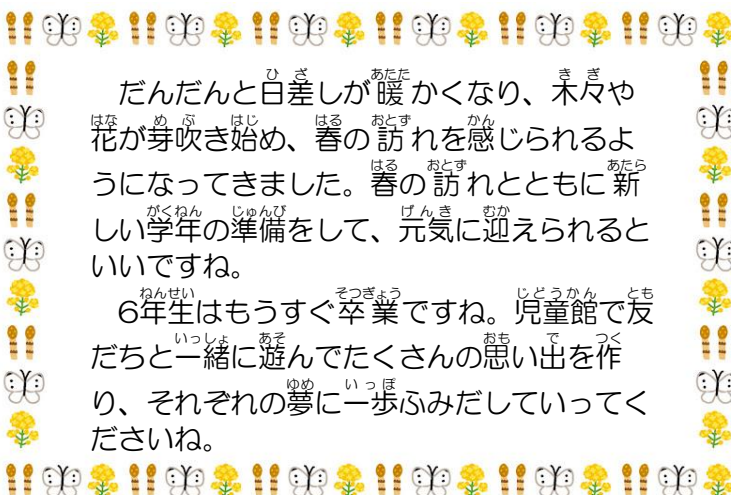 だんだんと日差しが暖かくなり、木々や
花が芽吹き始め、春の訪れを感じられるよ
うになってきました。春の訪れとともに新
しい学年の準備をして、元気に迎えられると
いいですね。
6年生はもうすぐ卒業ですね。児童館で友
だちと一緒に遊んでたくさんの思い出を作
り、それぞれの夢に一歩ふみだしていってく
ださいね。